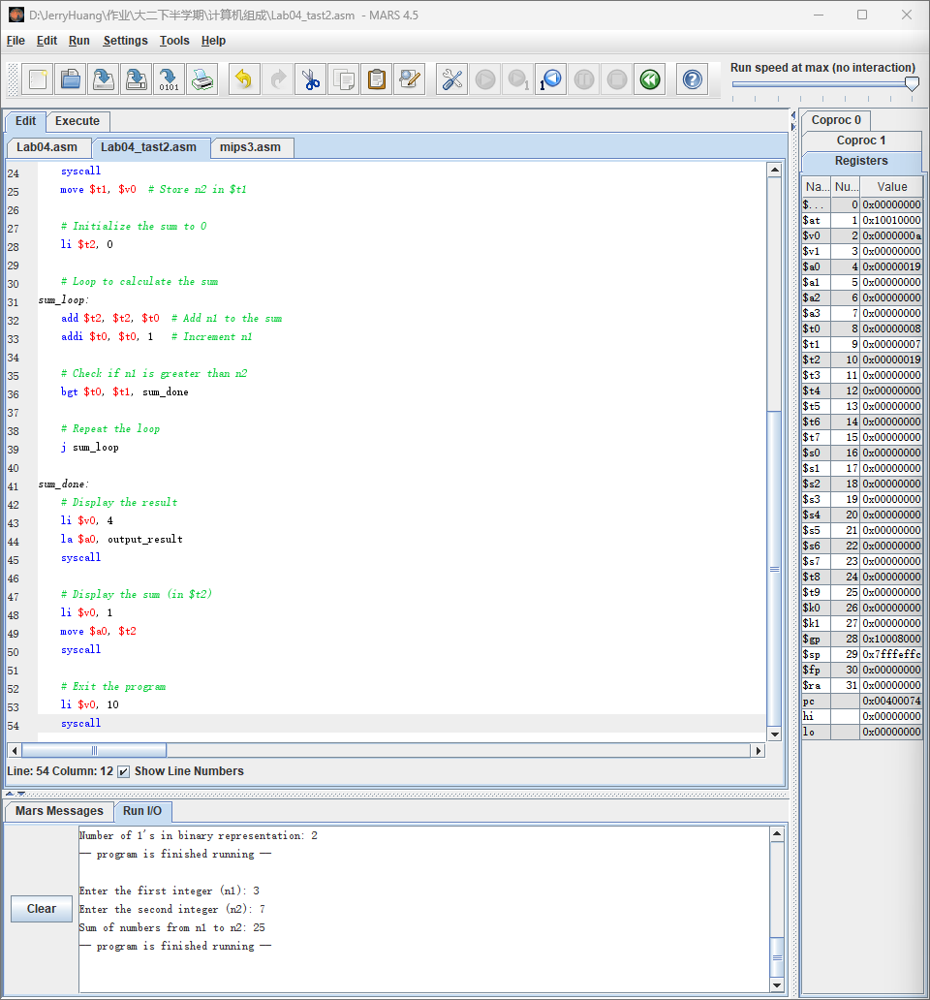 D:\JerryHuang\作业\大二下半学期\计算机组成\Lab04_tast2.asm - MARS 4.5
File Edit Run Settings Tools Help
Run speed at max (no interaction)
Edit Execute
Lab04.asm Lab04_tast2.asm mips3.asm
24 syscall
25 move $t1, $v0 # Store n2 in $t1
26
27 # Initialize the sum to 0
28 li $t2, 0
29
30 # Loop to calculate the sum
31 sum_loop:
32 add $t2, $t2, $t0 # Add n1 to the sum
33 addi $t0, $t0, 1 # Increment n1
34
35 # Check if n1 is greater than n2
36 bgt $t0, $t1, sum_done
37
38 # Repeat the loop
39 j sum_loop
40
41 sum_done:
42 # Display the result
43 li $v0, 4
44 la $a0, output_result
45 syscall
46
47 # Display the sum (in $t2)
48 li $v0, 1
49 move $a0, $t2
50 syscall
51
52 # Exit the program
53 li $v0, 10
54 syscall
Line: 54 Column: 12 Show Line Numbers
Mars Messages Run I/O
Clear
Number of 1's in binary representation: 2
-- program is finished running --
Enter the first integer (n1): 3
Enter the second integer (n2): 7
Sum of numbers from n1 to n2: 25
-- program is finished running --
Coproc 0
Coproc 1
Registers
Na... Nu... Value
$... 0 0x00000000
$at 1 0x10010000
$v0 2 0x0000000a
$v1 3 0x00000000
$a0 4 0x00000019
$a1 5 0x00000000
$a2 6 0x00000000
$a3 7 0x00000000
$t0 8 0x00000008
$t1 9 0x00000007
$t2 10 0x00000019
$t3 11 0x00000000
$t4 12 0x00000000
$t5 13 0x00000000
$t6 14 0x00000000
$t7 15 0x00000000
$s0 16 0x00000000
$s1 17 0x00000000
$s2 18 0x00000000
$s3 19 0x00000000
$s4 20 0x00000000
$s5 21 0x00000000
$s6 22 0x00000000
$s7 23 0x00000000
$t8 24 0x00000000
$t9 25 0x00000000
$k0 26 0x00000000
$k1 27 0x00000000
$gp 28 0x10008000
$sp 29 0x7fffeffc
$fp 30 0x00000000
$ra 31 0x00000000
pc 0x00400074
hi 0x00000000
lo 0x00000000